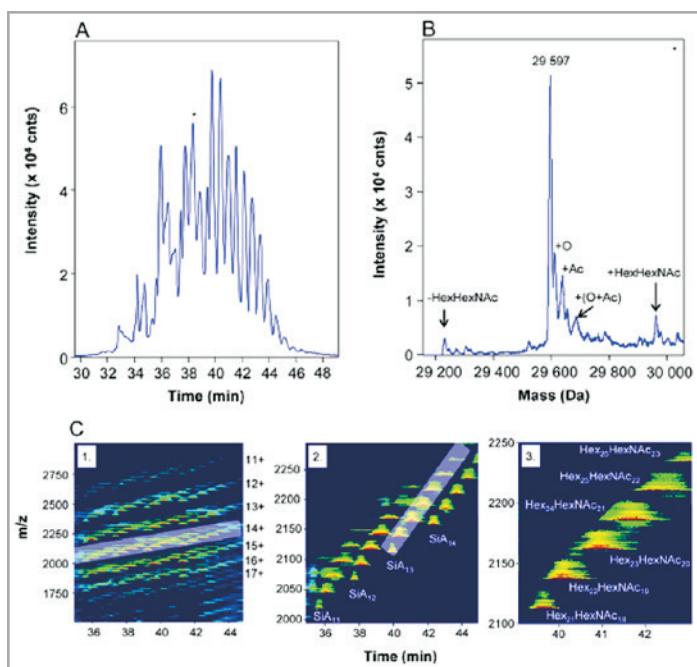 A
Intensity (x 10⁴ cnts)
6
4
2
0
30 32 34 36 38 40 42 44 46 48
Time (min)
*
B
Intensity (x 10⁴ cnts)
5
4
3
2
1
0
29 597
*
+O
+Ac
+(O+Ac)
+HexHexNAc
-HexHexNAc
29 200 29 400 29 600 29 800 30 000
Mass (Da)
C
1.
m/z
2750
2500
2250
2000
1750
11+
12+
13+
14+
15+
16+
17+
36 38 40 42 44
2.
2250
2200
2150
2100
2050
2000
SiA₁₄
SiA₁₃
SiA₁₂
SiA₁₁
36 38 40 42 44
3.
2250
2200
2150
2100
Hex₂₅HexNAc₂₃
Hex₂₅HexNAc₂₂
Hex₂₄HexNAc₂₁
Hex₂₃HexNAc₂₀
Hex₂₂HexNAc₁₉
Hex₂₁HexNAc₁₈
40 41 42
Time (min)